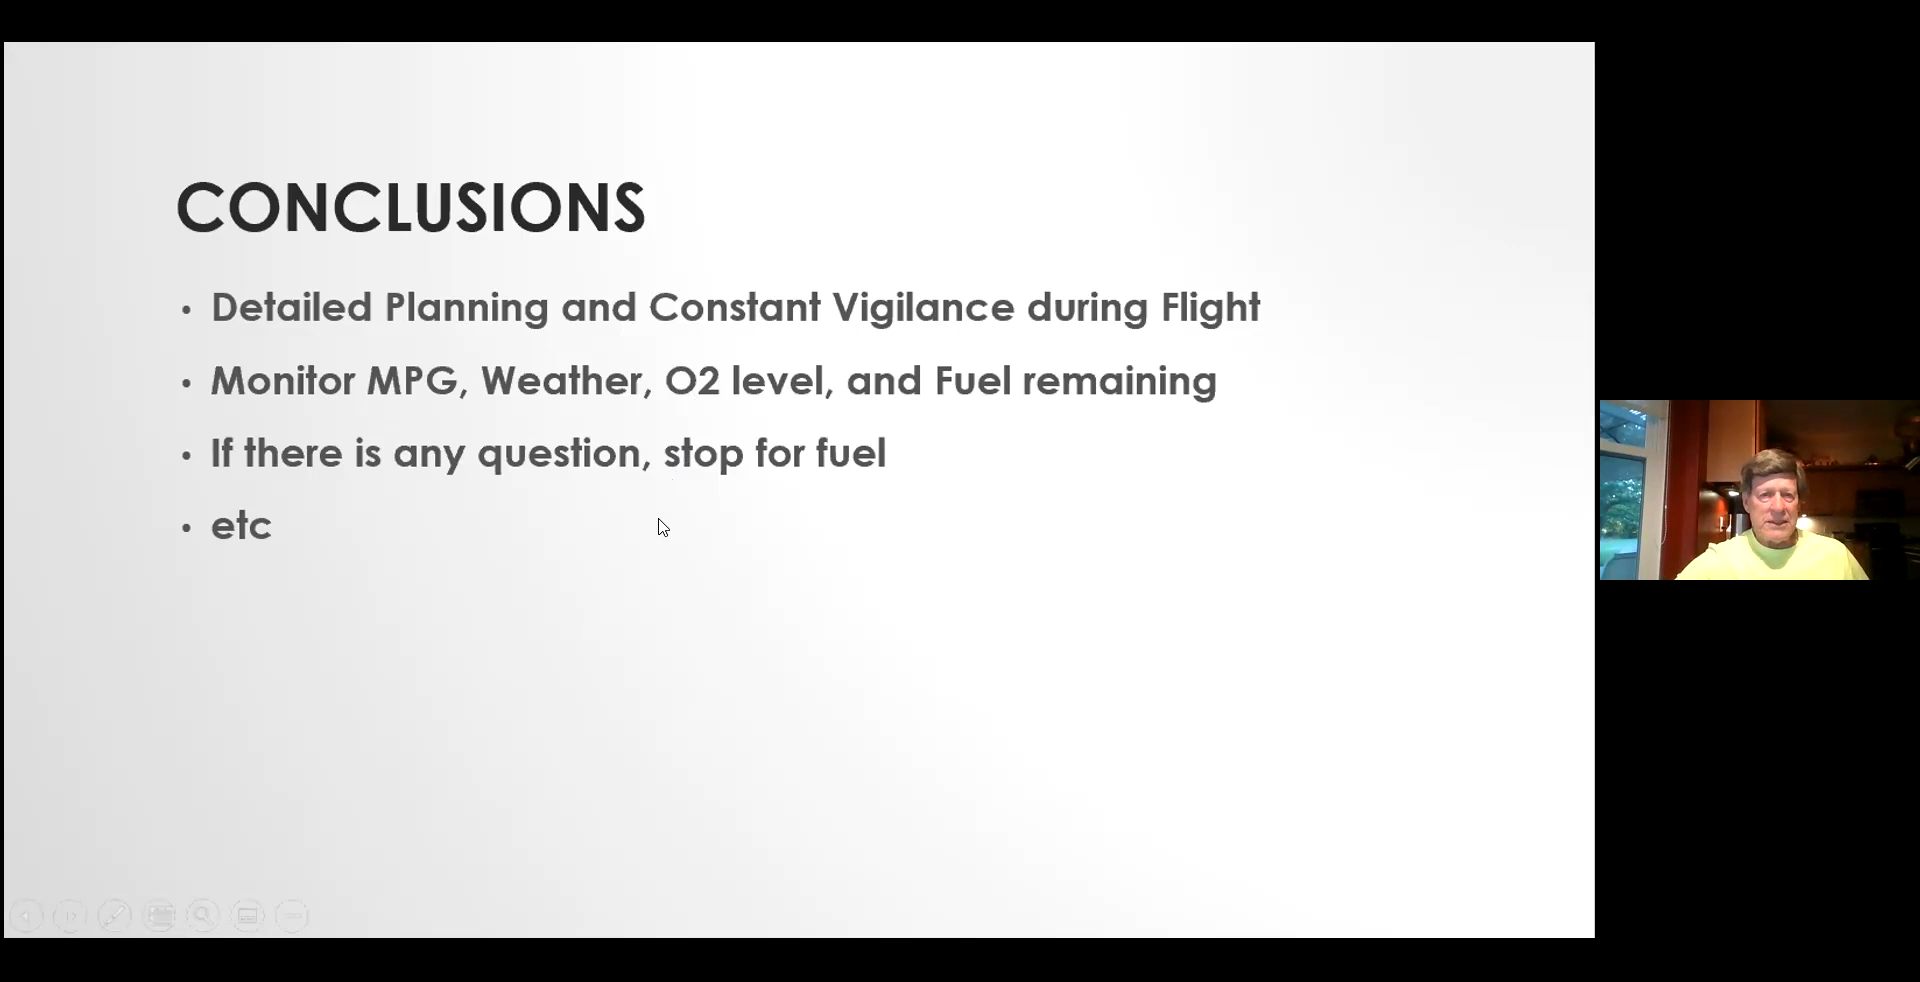 CONCLUSIONS
• Detailed Planning and Constant Vigilance during Flight
• Monitor MPG, Weather, O2 level, and Fuel remaining
• If there is any question, stop for fuel
• etc